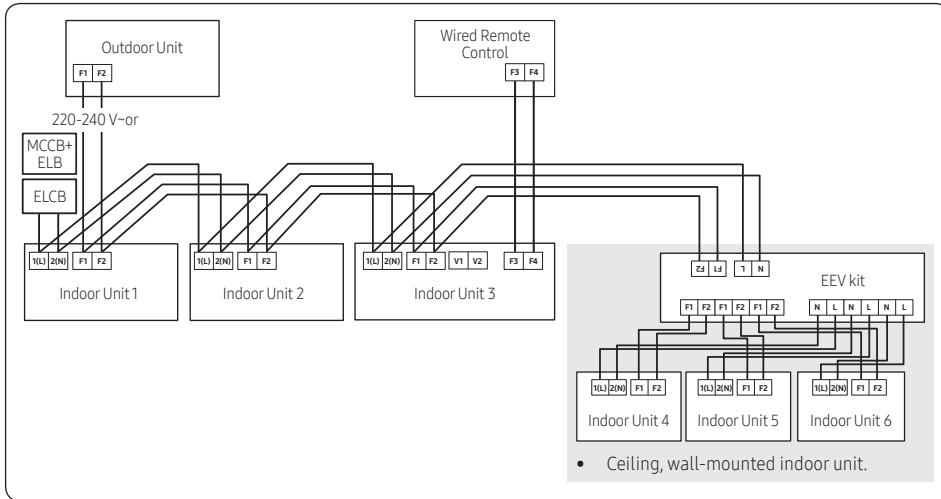 Outdoor Unit
F1 F2
220-240 V~or
MCCB+
ELB
ELCB
Wired Remote
Control
F3 F4
1(L) 2(N) F1 F2
Indoor Unit 1
1(L) 2(N) F1 F2
Indoor Unit 2
1(L) 2(N) F1 F2 V1 V2 F3 F4
Indoor Unit 3
F2 F1 L N
EEV kit
F1 F2 F1 F2 F1 F2 N L N L N L
1(L) 2(N) F1 F2
Indoor Unit 4
1(L) 2(N) F1 F2
Indoor Unit 5
1(L) 2(N) F1 F2
Indoor Unit 6
• Ceiling, wall-mounted indoor unit.